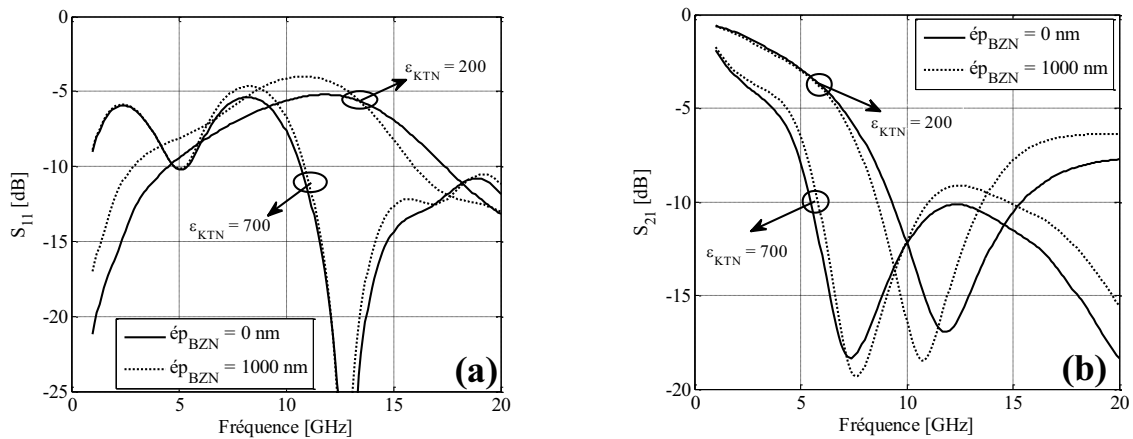 0
-5
-10
-15
-20
-25
S11 [dB]
εKTN = 200
εKTN = 700
épBZN = 0 nm
épBZN = 1000 nm
(a)
0 5 10 15 20
Fréquence [GHz]
0
-5
-10
-15
-20
S21 [dB]
épBZN = 0 nm
épBZN = 1000 nm
εKTN = 200
εKTN = 700
(b)
0 5 10 15 20
Fréquence [GHz]